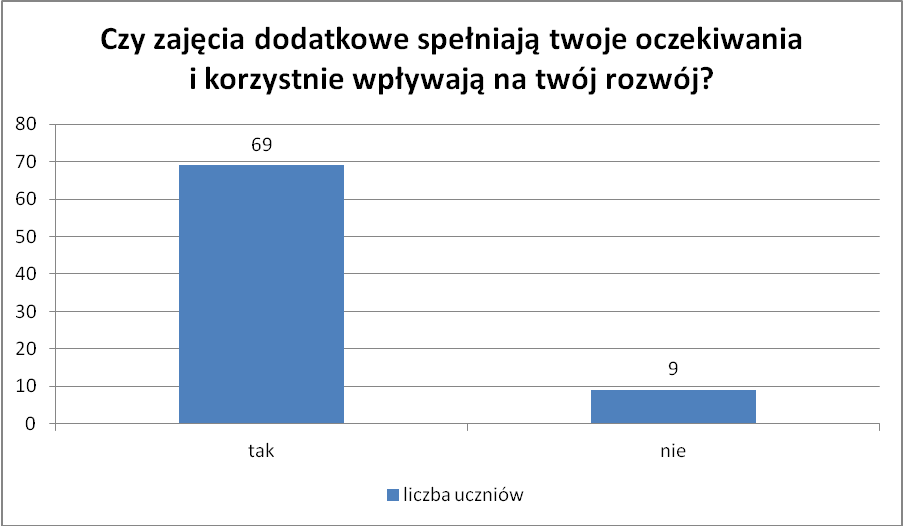 Czy zajęcia dodatkowe spełniają twoje oczekiwania
i korzystnie wpływają na twój rozwój?
80
70
60
50
40
30
20
10
0
69
9
tak
nie
liczba uczniów